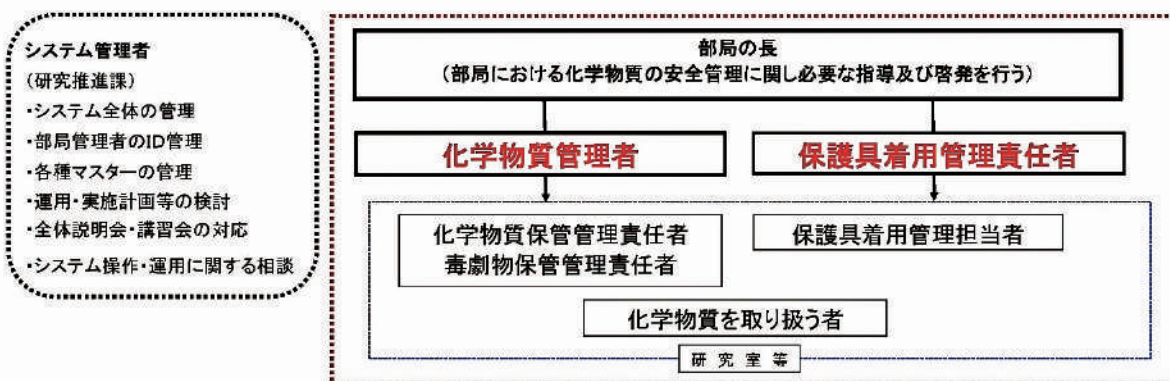 システム管理者
(研究推進課)
・システム全体の管理
・部局管理者のID管理
・各種マスターの管理
・運用・実施計画等の検討
・全体説明会・講習会の対応
・システム操作・運用に関する相談
部局の長
(部局における化学物質の安全管理に関し必要な指導及び啓発を行う)
化学物質管理者
保護具着用管理責任者
化学物質保管管理責任者
毒劇物保管管理責任者
保護具着用管理担当者
化学物質を取り扱う者
研 究 室 等